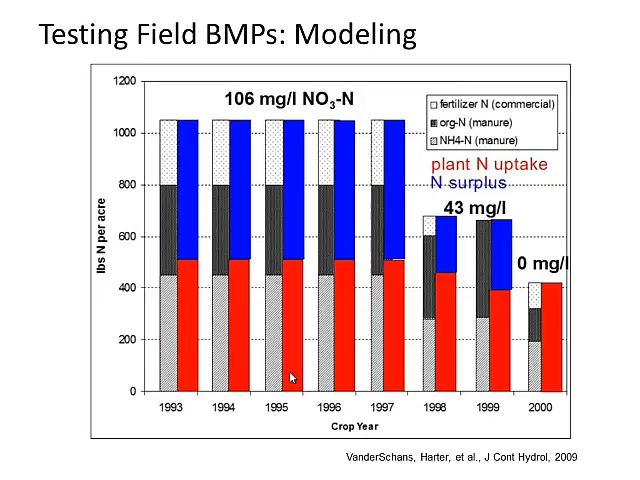 Testing Field BMPs: Modeling
1200
1000
800
600
400
200
0
lbs N per acre
106 mg/l NO3-N
fertilizer N (commercial)
org-N (manure)
NH4-N (manure)
plant N uptake
N surplus
43 mg/l
0 mg/l
1993 1994 1995 1996 1997 1998 1999 2000
Crop Year
VanderSchans, Harter, et al., J Cont Hydrol, 2009